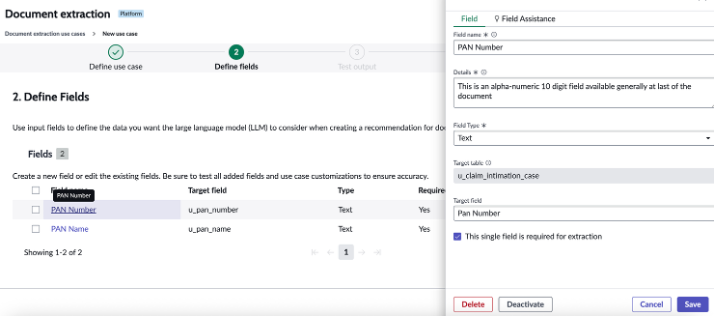 Document extraction Platform
Document extraction use cases > New use case
Define use case
2
Define fields
3
Test output
2. Define Fields
Use input fields to define the data you want the large language model (LLM) to consider when creating a recommendation for
Fields 2
Create a new field or edit the existing fields. Be sure to test all added fields and use case customizations to ensure accuracy.
Target field Type
PAN Number
PAN Number u_pan_number Text Yes
PAN Name u_pan_name Text Yes
Showing 1-2 of 2
1
Field Field Assistance
Field name *
PAN Number
Details *
This is an alpha-numeric 10 digit field available generally at last of the
document
Field Type *
Text
Target table
u_claim_intimation_case
Target field
Pan Number
This single field is required for extraction
Delete Deactivate Cancel Save